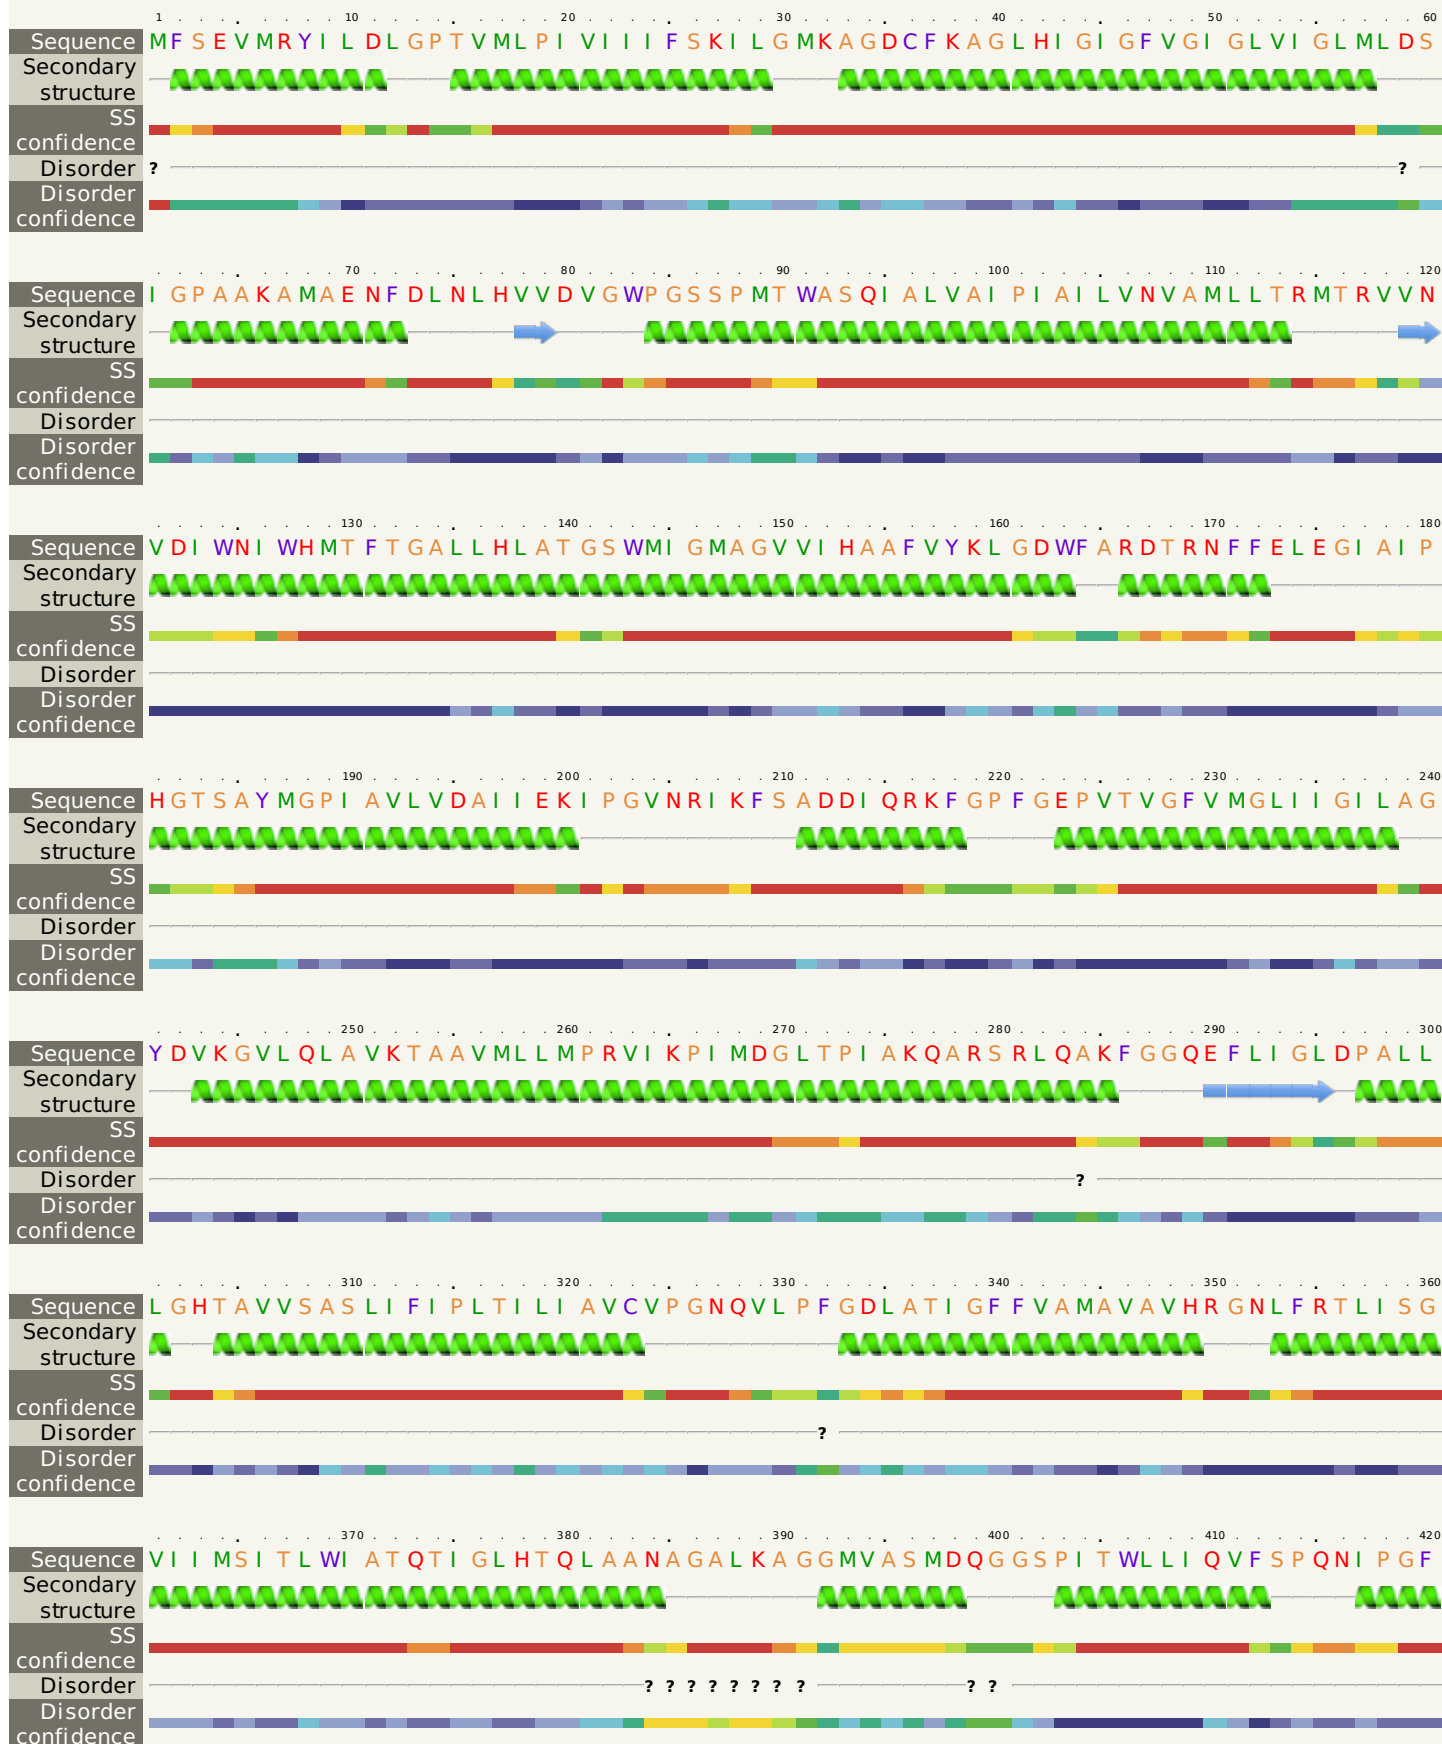 1 . . . . . . . . 10 . . . . . . . . . 20 . . . . . . . . . 30 . . . . . . . . . 40 . . . . . . . . . 50 . . . . . . . . . 60
Sequence MFSEVMRYILDLGPTVMLPIVIIIFSKILGMKAGDCFKAGLHIGIGFVGIGLVIGLMLDS
Secondary
structure
SS
confidence
Disorder ? ?
Disorder
confidence
. . . . . . . . . 70 . . . . . . . . . 80 . . . . . . . . . 90 . . . . . . . . . 100 . . . . . . . . . 110 . . . . . . . . . 120
Sequence IGPAAKAMAENFDLNLHVVDVGWPGSSPMTWASQIALVAIPIAILVNVAMLLTRMTRVVN
Secondary
structure
SS
confidence
Disorder
Disorder
confidence
. . . . . . . . . 130 . . . . . . . . . 140 . . . . . . . . . 150 . . . . . . . . . 160 . . . . . . . . . 170 . . . . . . . . . 180
Sequence VDIWNIWHMTFTGALLHLATGSWMIGMAGVVIHAAFVYKLGDWFARDTRNFFELEGIAIP
Secondary
structure
SS
confidence
Disorder
Disorder
confidence
. . . . . . . . . 190 . . . . . . . . . 200 . . . . . . . . . 210 . . . . . . . . . 220 . . . . . . . . . 230 . . . . . . . . . 240
Sequence HGTSAYMGPIAVLVDAIIEKIPGVNRIKFSADDIQRKFGPFGEPVTVGFVMGLIIGILAG
Secondary
structure
SS
confidence
Disorder
Disorder
confidence
. . . . . . . . . 250 . . . . . . . . . 260 . . . . . . . . . 270 . . . . . . . . . 280 . . . . . . . . . 290 . . . . . . . . . 300
Sequence YDVKGVLQLAVKTAAVMLLMPRVIKPIMDGLTPIAKQARSRLQAKFGGQEFLIGLDPALL
Secondary
structure
SS
confidence
Disorder ?
Disorder
confidence
. . . . . . . . . 310 . . . . . . . . . 320 . . . . . . . . . 330 . . . . . . . . . 340 . . . . . . . . . 350 . . . . . . . . . 360
Sequence LGHTAVVSASLIFIPLTILIAVCVPGNQVLPFGDLATIGFFVAMAVAVHRGNLFRTLISG
Secondary
structure
SS
confidence
Disorder ?
Disorder
confidence
. . . . . . . . . 370 . . . . . . . . . 380 . . . . . . . . . 390 . . . . . . . . . 400 . . . . . . . . . 410 . . . . . . . . . 420
Sequence VIIMSITLWIATQTIGLHTQLAANAGALKAGGMVASMDQGGSPITWLLIQVFSPQNIPGF
Secondary
structure
SS
confidence
Disorder ? ? ? ? ? ? ? ? ? ?
Disorder
confidence